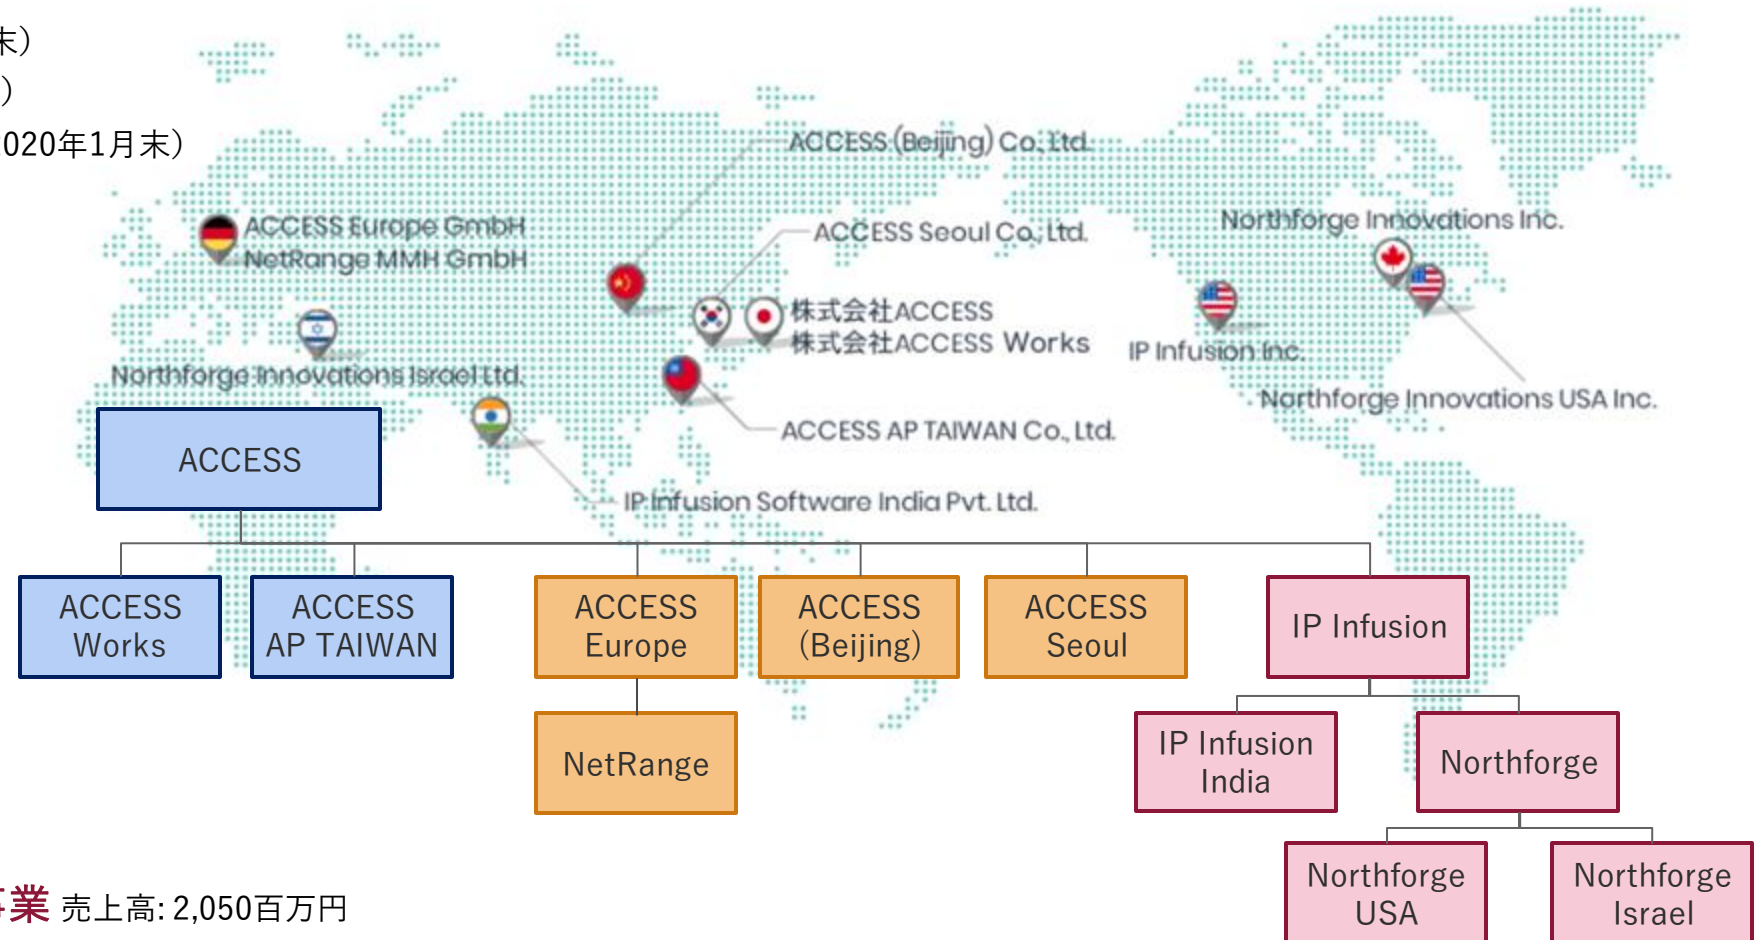 末）
）
2020年1月末）
ACCESS (Beijing) Co., Ltd.
Northforge Innovations Inc.
ACCESS Europe GmbH
NetRange MMH GmbH
ACCESS Seoul Co., Ltd.
株式会社ACCESS
株式会社ACCESS Works
IP Infusion Inc.
Northforge Innovations Israel Ltd.
Northforge Innovations USA Inc.
ACCESS AP TAIWAN Co., Ltd.
IP Infusion Software India Pvt. Ltd.
ACCESS
ACCESS
Works
ACCESS
AP TAIWAN
ACCESS
Europe
ACCESS
(Beijing)
ACCESS
Seoul
IP Infusion
NetRange
IP Infusion
India
Northforge
Northforge
USA
Northforge
Israel
事業 売上高: 2,050百万円